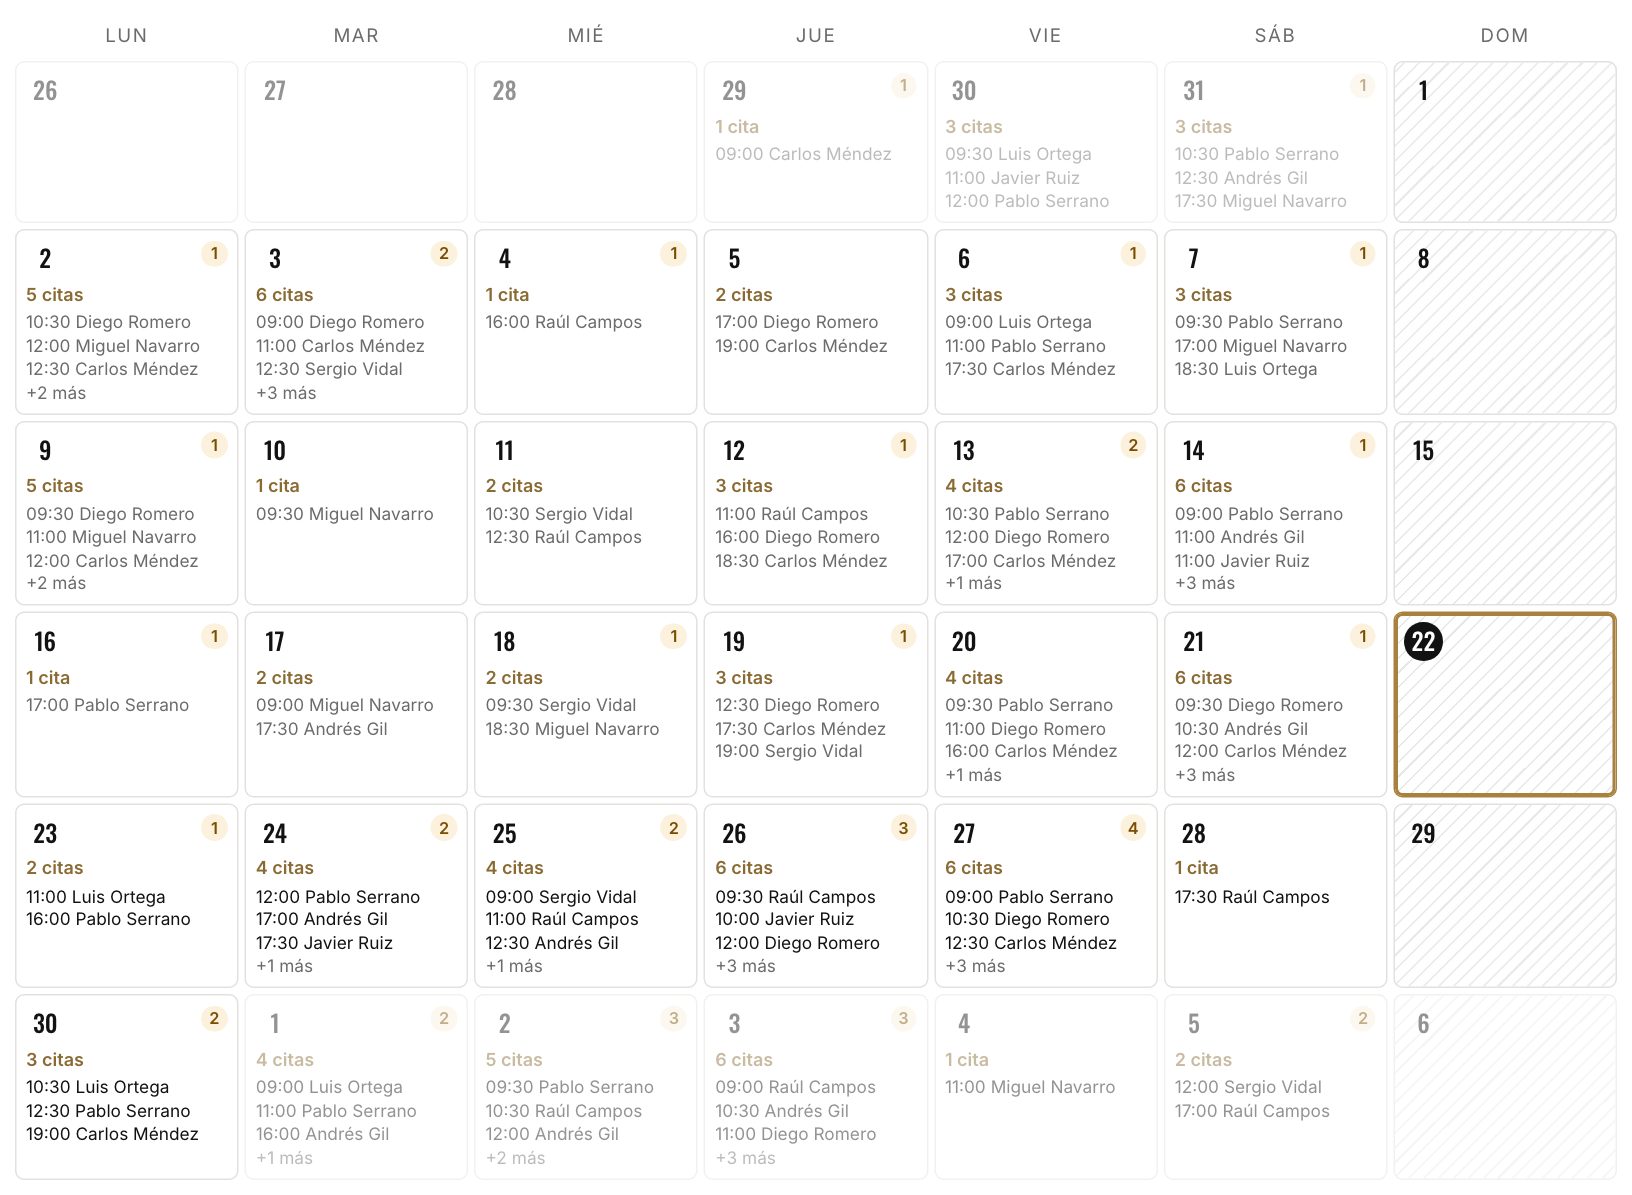 LUN MAR MIÉ JUE VIE SÁB DOM
26
27
28
29 1
1 cita
09:00 Carlos Méndez
30
3 citas
09:30 Luis Ortega
11:00 Javier Ruiz
12:00 Pablo Serrano
31 1
3 citas
10:30 Pablo Serrano
12:30 Andrés Gil
17:30 Miguel Navarro
1
2 1
5 citas
10:30 Diego Romero
12:00 Miguel Navarro
12:30 Carlos Méndez
+2 más
3 2
6 citas
09:00 Diego Romero
11:00 Carlos Méndez
12:30 Sergio Vidal
+3 más
4 1
1 cita
16:00 Raúl Campos
5
2 citas
17:00 Diego Romero
19:00 Carlos Méndez
6 1
3 citas
09:00 Luis Ortega
11:00 Pablo Serrano
17:30 Carlos Méndez
7 1
3 citas
09:30 Pablo Serrano
17:00 Miguel Navarro
18:30 Luis Ortega
8
9 1
5 citas
09:30 Diego Romero
11:00 Miguel Navarro
12:00 Carlos Méndez
+2 más
10
1 cita
09:30 Miguel Navarro
11
2 citas
10:30 Sergio Vidal
12:30 Raúl Campos
12 1
3 citas
11:00 Raúl Campos
16:00 Diego Romero
18:30 Carlos Méndez
13 2
4 citas
10:30 Pablo Serrano
12:00 Diego Romero
17:00 Carlos Méndez
+1 más
14 1
6 citas
09:00 Pablo Serrano
11:00 Andrés Gil
11:00 Javier Ruiz
+3 más
15
16 1
1 cita
17:00 Pablo Serrano
17
2 citas
09:00 Miguel Navarro
17:30 Andrés Gil
18 1
2 citas
09:30 Sergio Vidal
18:30 Miguel Navarro
19 1
3 citas
12:30 Diego Romero
17:30 Carlos Méndez
19:00 Sergio Vidal
20
4 citas
09:30 Pablo Serrano
11:00 Diego Romero
16:00 Carlos Méndez
+1 más
21 1
6 citas
09:30 Diego Romero
10:30 Andrés Gil
12:00 Carlos Méndez
+3 más
22
23 1
2 citas
11:00 Luis Ortega
16:00 Pablo Serrano
24 2
4 citas
12:00 Pablo Serrano
17:00 Andrés Gil
17:30 Javier Ruiz
+1 más
25 2
4 citas
09:00 Sergio Vidal
11:00 Raúl Campos
12:30 Andrés Gil
+1 más
26 3
6 citas
09:30 Raúl Campos
10:00 Javier Ruiz
12:00 Diego Romero
+3 más
27 4
6 citas
09:00 Pablo Serrano
10:30 Diego Romero
12:30 Carlos Méndez
+3 más
28
1 cita
17:30 Raúl Campos
29
30 2
3 citas
10:30 Luis Ortega
12:30 Pablo Serrano
19:00 Carlos Méndez
1 2
4 citas
09:00 Luis Ortega
11:00 Pablo Serrano
16:00 Andrés Gil
+1 más
2 3
5 citas
09:30 Pablo Serrano
10:30 Raúl Campos
12:00 Andrés Gil
+2 más
3 3
6 citas
09:00 Raúl Campos
10:30 Andrés Gil
11:00 Diego Romero
+3 más
4
1 cita
11:00 Miguel Navarro
5 2
2 citas
12:00 Sergio Vidal
17:00 Raúl Campos
6